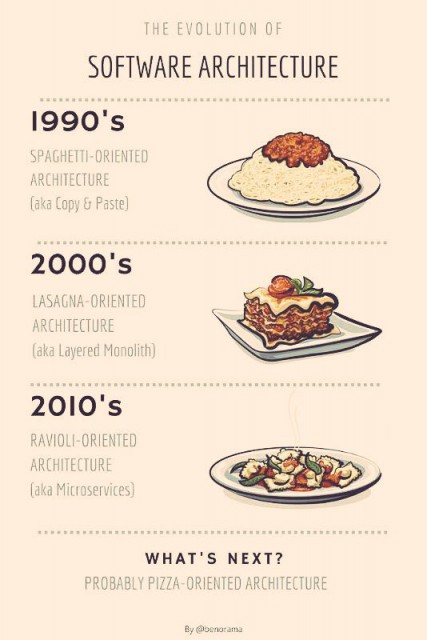 THE EVOLUTION OF
SOFTWARE ARCHITECTURE
1990's
SPAGHETTI-ORIENTED
ARCHITECTURE
(aka Copy & Paste)
2000's
LASAGNA-ORIENTED
ARCHITECTURE
(aka Layered Monolith)
2010's
RAVIOLI-ORIENTED
ARCHITECTURE
(aka Microservices)
WHAT'S NEXT?
PROBABLY PIZZA-ORIENTED ARCHITECTURE
By @benorama